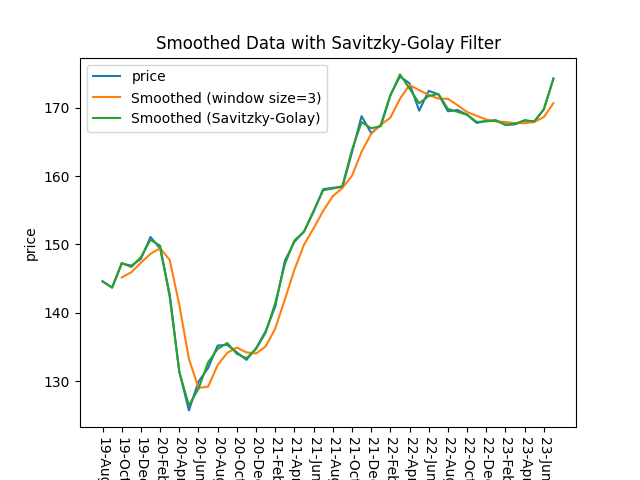 Smoothed Data with Savitzky-Golay Filter
price
Smoothed (window size=3)
Smoothed (Savitzky-Golay)
170
160
150
140
130
price
19-Aug
19-Oct
19-Dec
20-Feb
20-Apr
20-Jun
20-Aug
20-Oct
20-Dec
21-Feb
21-Apr
21-Jun
21-Aug
21-Oct
21-Dec
22-Feb
22-Apr
22-Jun
22-Aug
22-Oct
22-Dec
23-Feb
23-Apr
23-Jun